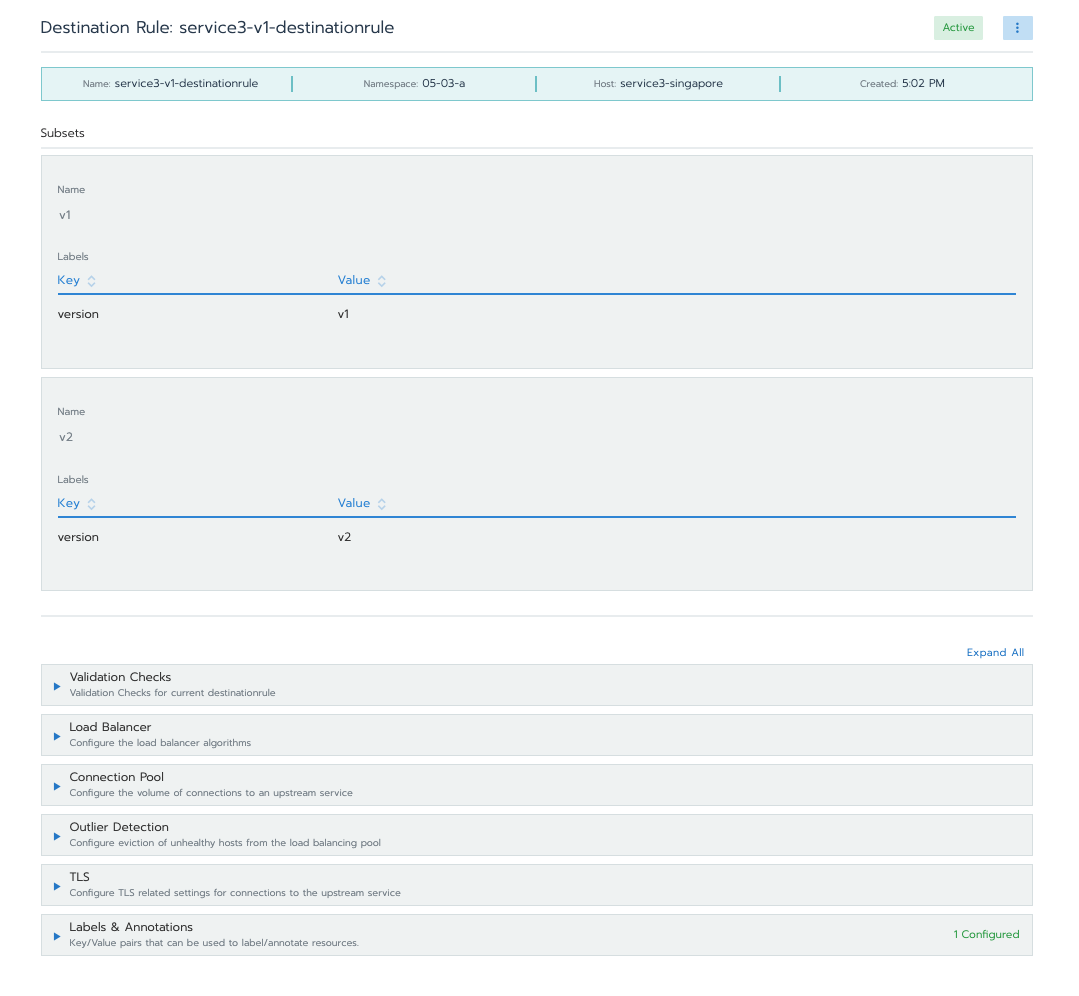 Destination Rule: service3-v1-destinationrule
Active
Name: service3-v1-destinationrule
Namespace: 05-03-a
Host: service3-singapore
Created: 5:02 PM
Subsets
Name
v1
Labels
Key Value
version v1
Name
v2
Labels
Key Value
version v2
Expand All
Validation Checks
Validation Checks for current destinationrule
Load Balancer
Configure the load balancer algorithms
Connection Pool
Configure the volume of connections to an upstream service
Outlier Detection
Configure eviction of unhealthy hosts from the load balancing pool
TLS
Configure TLS related settings for connections to the upstream service
Labels & Annotations
Key/Value pairs that can be used to label/annotate resources.
1 Configured